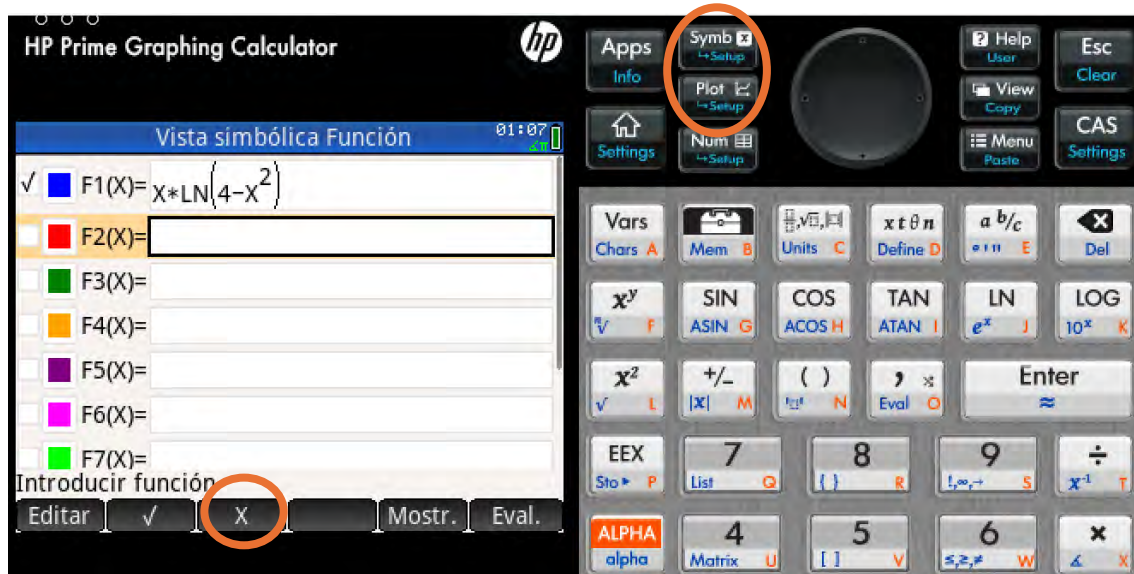 HP Prime Graphing Calculator
hp
Vista simbólica Función
01:07
∡π
√ F1(X)= X*LN(4-X²)
F2(X)=
F3(X)=
F4(X)=
F5(X)=
F6(X)=
F7(X)=
Introducir función
Editar √ X Mostr. Eval.
Apps
Info
Symb
↪Setup
Plot
↪Setup
Num
↪Setup
Settings
? Help
User
View
Copy
Menu
Paste
Esc
Clear
CAS
Settings
Vars
Chars A
Mem B
Units C
x t θ n
Define D
a b/c
E
Del
xʸ
ⁿ√ F
SIN
ASIN G
COS
ACOS H
TAN
ATAN I
LN
eˣ J
LOG
10ˣ K
x²
√ L
+/-
|x| M
( )
N
,
Eval O
Enter
≈
EEX
Sto ▸ P
7
List Q
8
{ } R
9
!,∞,→ S
÷
x⁻¹ T
ALPHA
alpha
4
Matrix U
5
[ ] V
6
≤,≥,≠ W
×
∡ X